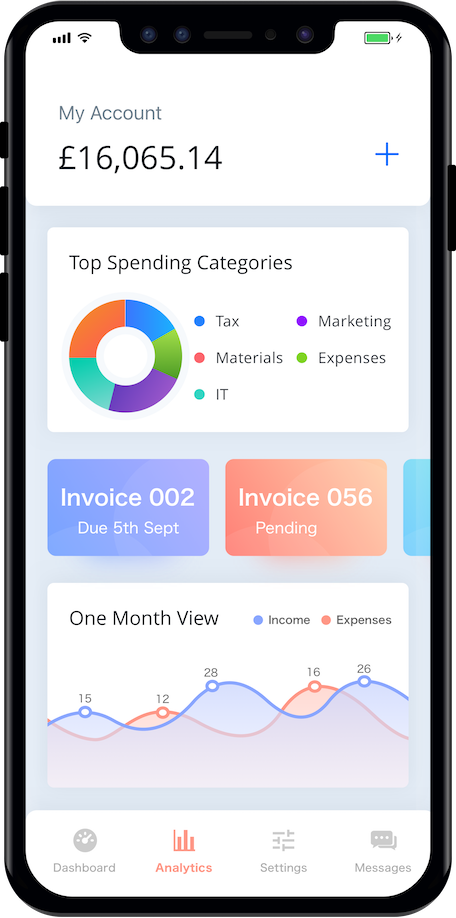 My Account
£16,065.14
Top Spending Categories
Tax
Marketing
Materials
Expenses
IT
Invoice 002
Due 5th Sept
Invoice 056
Pending
One Month View
Income
Expenses
15
12
28
16
26
Dashboard
Analytics
Settings
Messages